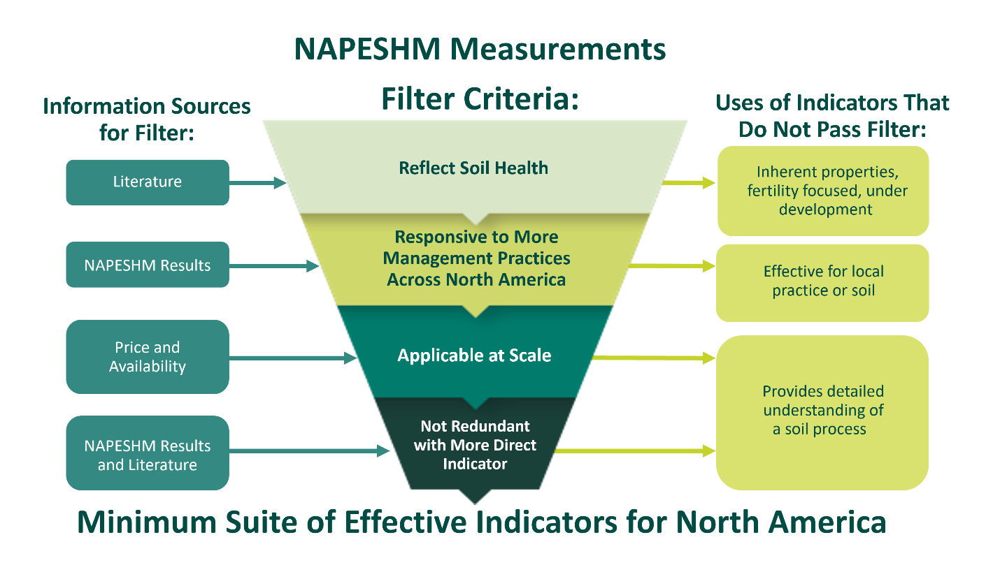 NAPESHM Measurements
Filter Criteria:
Information Sources
for Filter:
Uses of Indicators That
Do Not Pass Filter:
Literature
Reflect Soil Health
Inherent properties,
fertility focused, under
development
NAPESHM Results
Responsive to More
Management Practices
Across North America
Effective for local
practice or soil
Price and
Availability
Applicable at Scale
Provides detailed
understanding of
a soil process
NAPESHM Results
and Literature
Not Redundant
with More Direct
Indicator
Minimum Suite of Effective Indicators for North America